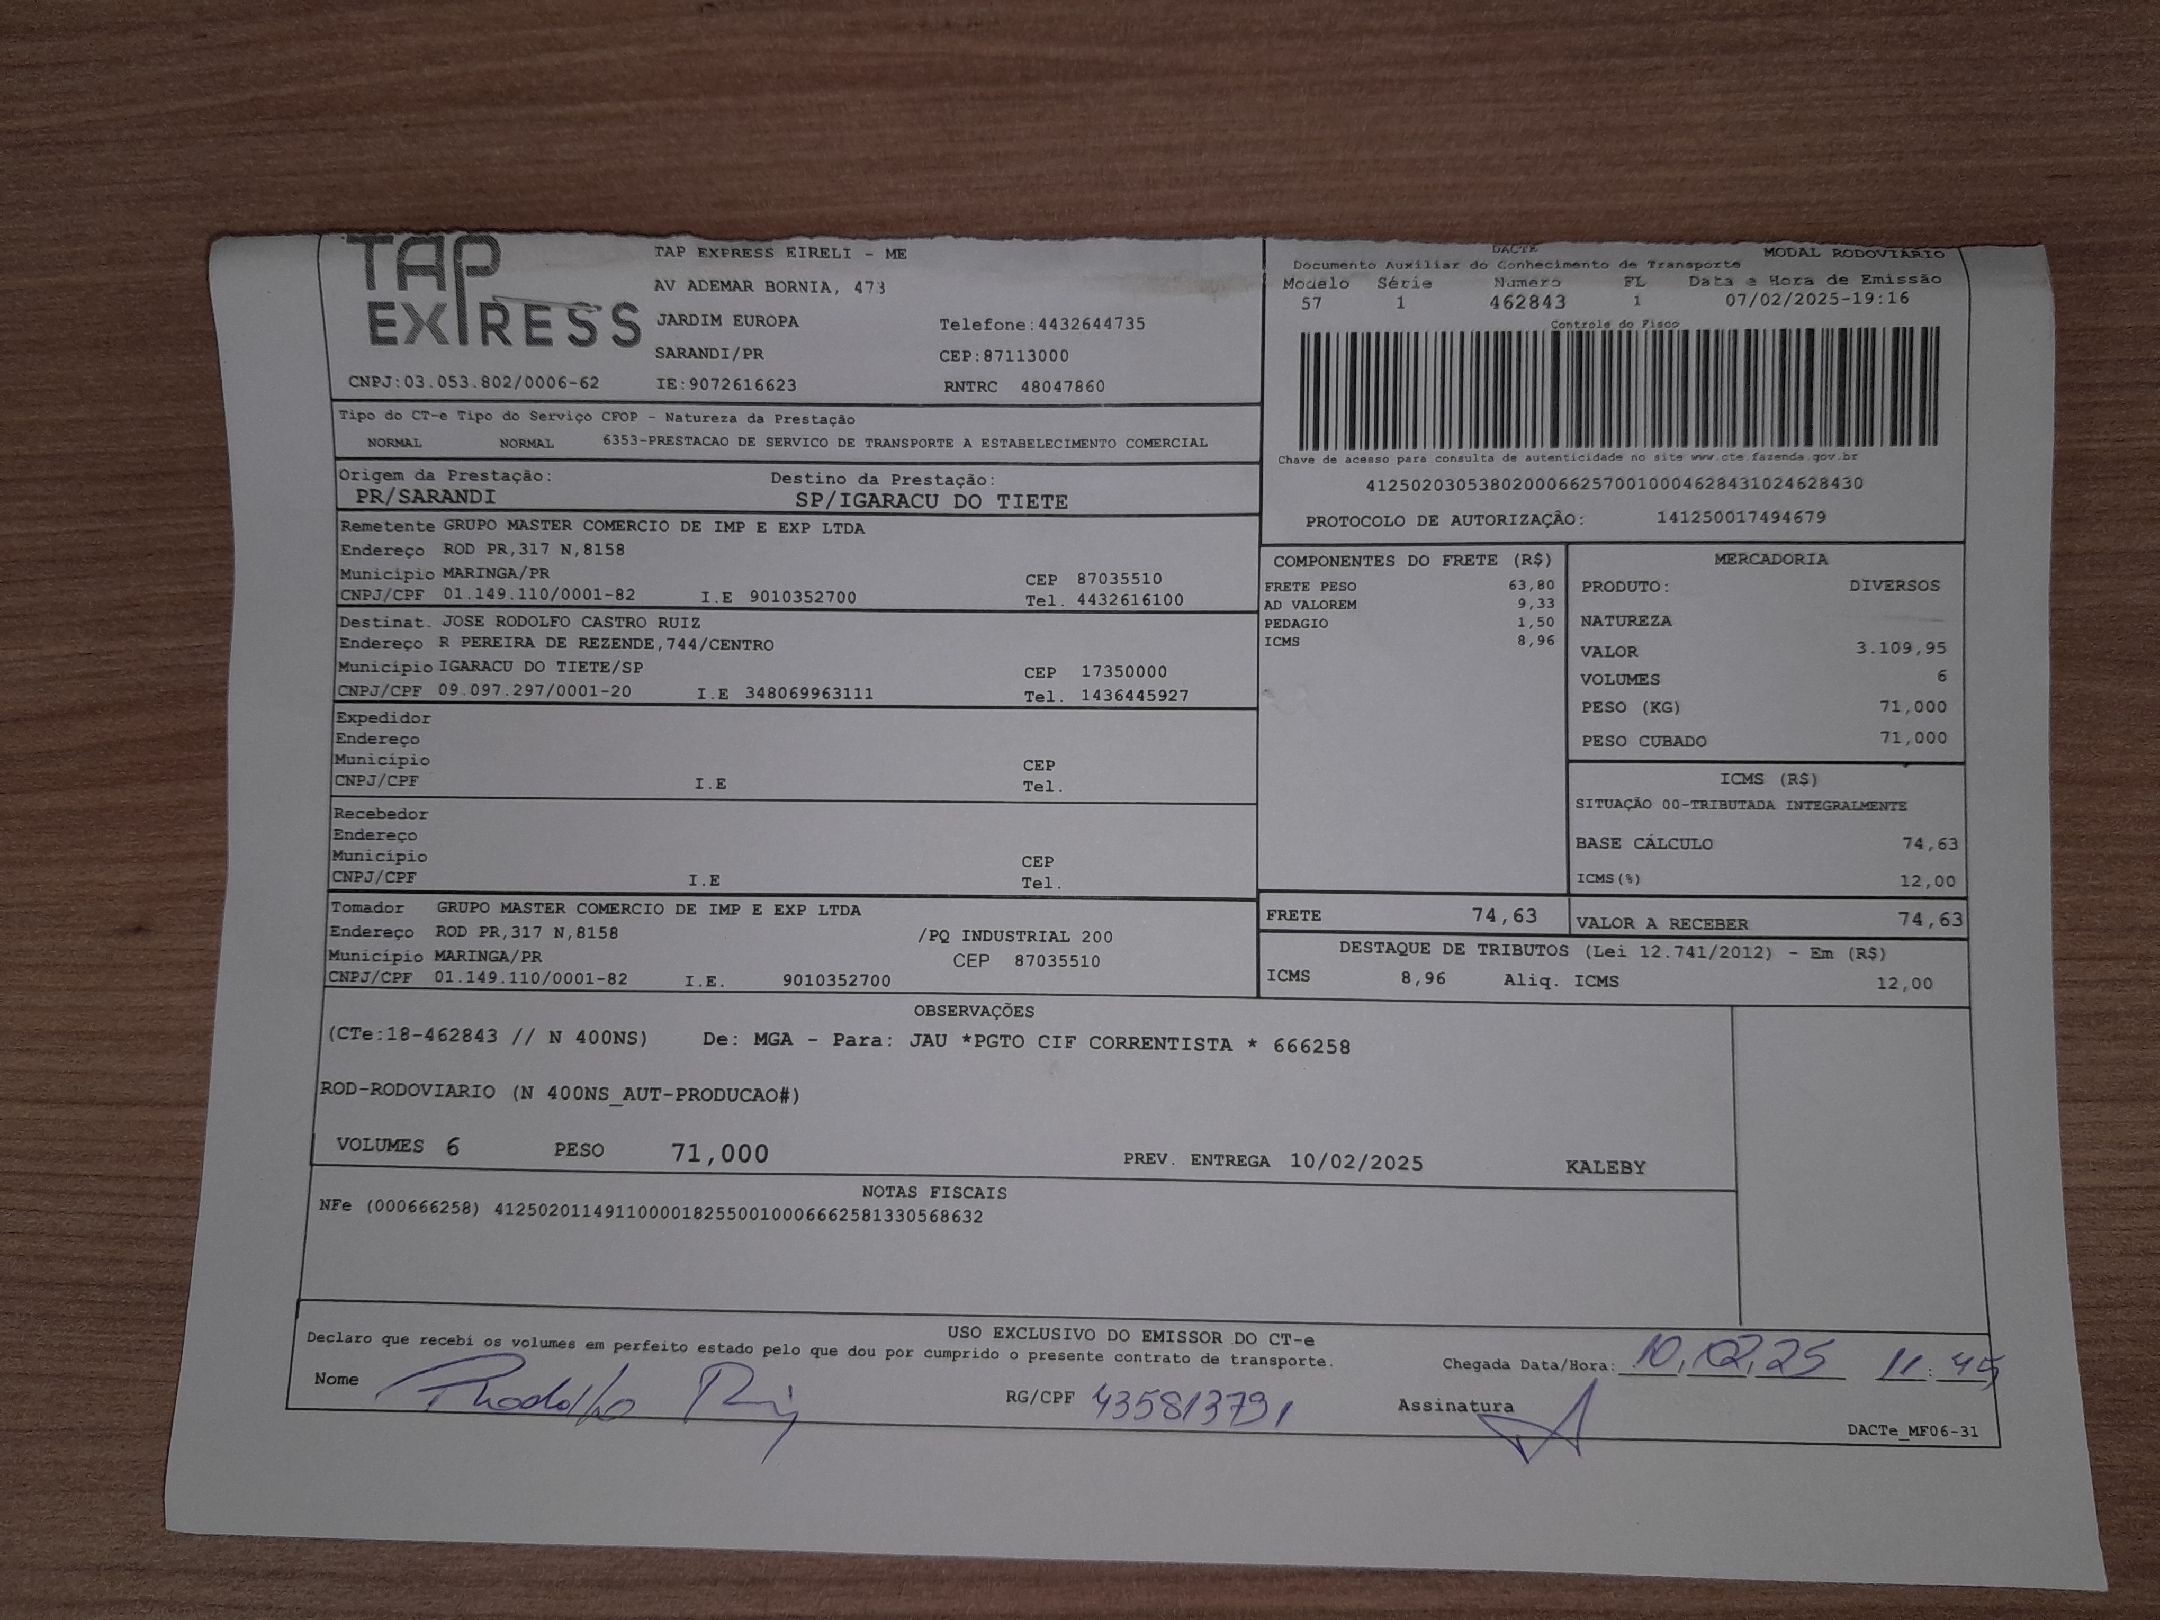 TAP EXPRESS
TAP EXPRESS EIRELI - ME
AV ADEMAR BORNIA, 473
JARDIM EUROPA Telefone:4432644735
SARANDI/PR CEP:87113000
CNPJ:03.053.802/0006-62 IE:9072616623 RNTRC 48047860
DACTE MODAL RODOVIÁRIO
Documento Auxiliar do Conhecimento de Transporte
Modelo Série Numero FL Data e Hora de Emissão
57 1 462843 1 07/02/2025-19:16
Controle do Fisco
Chave de acesso para consulta de autenticidade no site www.cte.fazenda.gov.br
41250203053802000662570010004628431024628430
PROTOCOLO DE AUTORIZAÇÃO: 141250017494679
Tipo do CT-e Tipo do Serviço CFOP - Natureza da Prestação
NORMAL NORMAL 6353-PRESTACAO DE SERVICO DE TRANSPORTE A ESTABELECIMENTO COMERCIAL
Origem da Prestação: Destino da Prestação:
PR/SARANDI SP/IGARACU DO TIETE
Remetente GRUPO MASTER COMERCIO DE IMP E EXP LTDA
Endereço ROD PR,317 N,8158
Município MARINGA/PR CEP 87035510
CNPJ/CPF 01.149.110/0001-82 I.E 9010352700 Tel. 4432616100
Destinat. JOSE RODOLFO CASTRO RUIZ
Endereço R PEREIRA DE REZENDE,744/CENTRO
Município IGARACU DO TIETE/SP CEP 17350000
CNPJ/CPF 09.097.297/0001-20 I.E 348069963111 Tel. 1436445927
Expedidor
Endereço
Município CEP
CNPJ/CPF I.E Tel.
Recebedor
Endereço
Município CEP
CNPJ/CPF I.E Tel.
Tomador GRUPO MASTER COMERCIO DE IMP E EXP LTDA
Endereço ROD PR,317 N,8158 /PQ INDUSTRIAL 200
Município MARINGA/PR CEP 87035510
CNPJ/CPF 01.149.110/0001-82 I.E. 9010352700
COMPONENTES DO FRETE (R$)
FRETE PESO 63,80
AD VALOREM 9,33
PEDAGIO 1,50
ICMS 8,96
MERCADORIA
PRODUTO: DIVERSOS
NATUREZA
VALOR 3.109,95
VOLUMES 6
PESO (KG) 71,000
PESO CUBADO 71,000
ICMS (R$)
SITUAÇÃO 00-TRIBUTADA INTEGRALMENTE
BASE CÁLCULO 74,63
ICMS(%) 12,00
FRETE 74,63 VALOR A RECEBER 74,63
DESTAQUE DE TRIBUTOS (Lei 12.741/2012) - Em (R$)
ICMS 8,96 Aliq. ICMS 12,00
OBSERVAÇÕES
(CTe:18-462843 // N 400NS) De: MGA - Para: JAU *PGTO CIF CORRENTISTA * 666258
ROD-RODOVIARIO (N 400NS_AUT-PRODUCAO#)
VOLUMES 6 PESO 71,000 PREV. ENTREGA 10/02/2025 KALEBY
NOTAS FISCAIS
NFe (000666258) 41250201149110000182550010006662581330568632
USO EXCLUSIVO DO EMISSOR DO CT-e
Declaro que recebi os volumes em perfeito estado pelo que dou por cumprido o presente contrato de transporte. Chegada Data/Hora: 10.02.25 11:45
Nome Rhodolfo Ruiz RG/CPF 435813791 Assinatura
DACTe_MF06-31